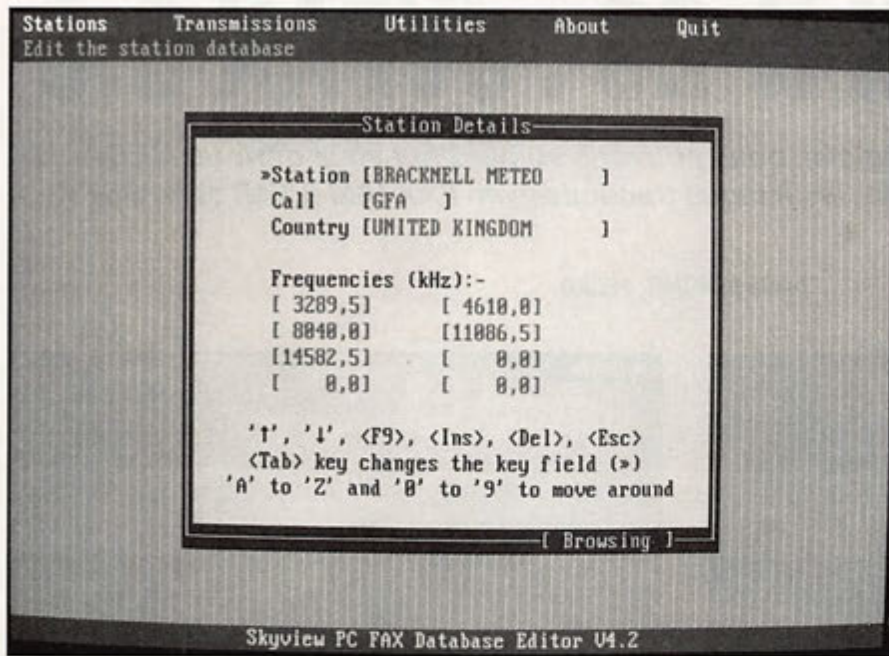 Stations Transmissions Utilities About Quit
Edit the station database
Station Details
»Station [BRACKNELL METEO ]
Call [GFA ]
Country [UNITED KINGDOM ]
Frequencies (kHz):-
[ 3289,5] [ 4610,0]
[ 8040,0] [11086,5]
[14582,5] [ 0,0]
[ 0,0] [ 0,0]
'↑', '↓', <F9>, <Ins>, <Del>, <Esc>
<Tab> key changes the key field (»)
'A' to 'Z' and '0' to '9' to move around
[ Browsing ]
Skyview PC FAX Database Editor V4.2